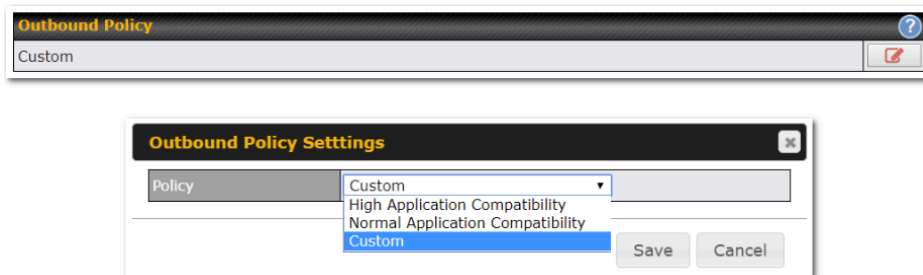 Outbound Policy ?
Custom
Outbound Policy Setttings
Policy Custom
High Application Compatibility
Normal Application Compatibility
Custom
Save Cancel